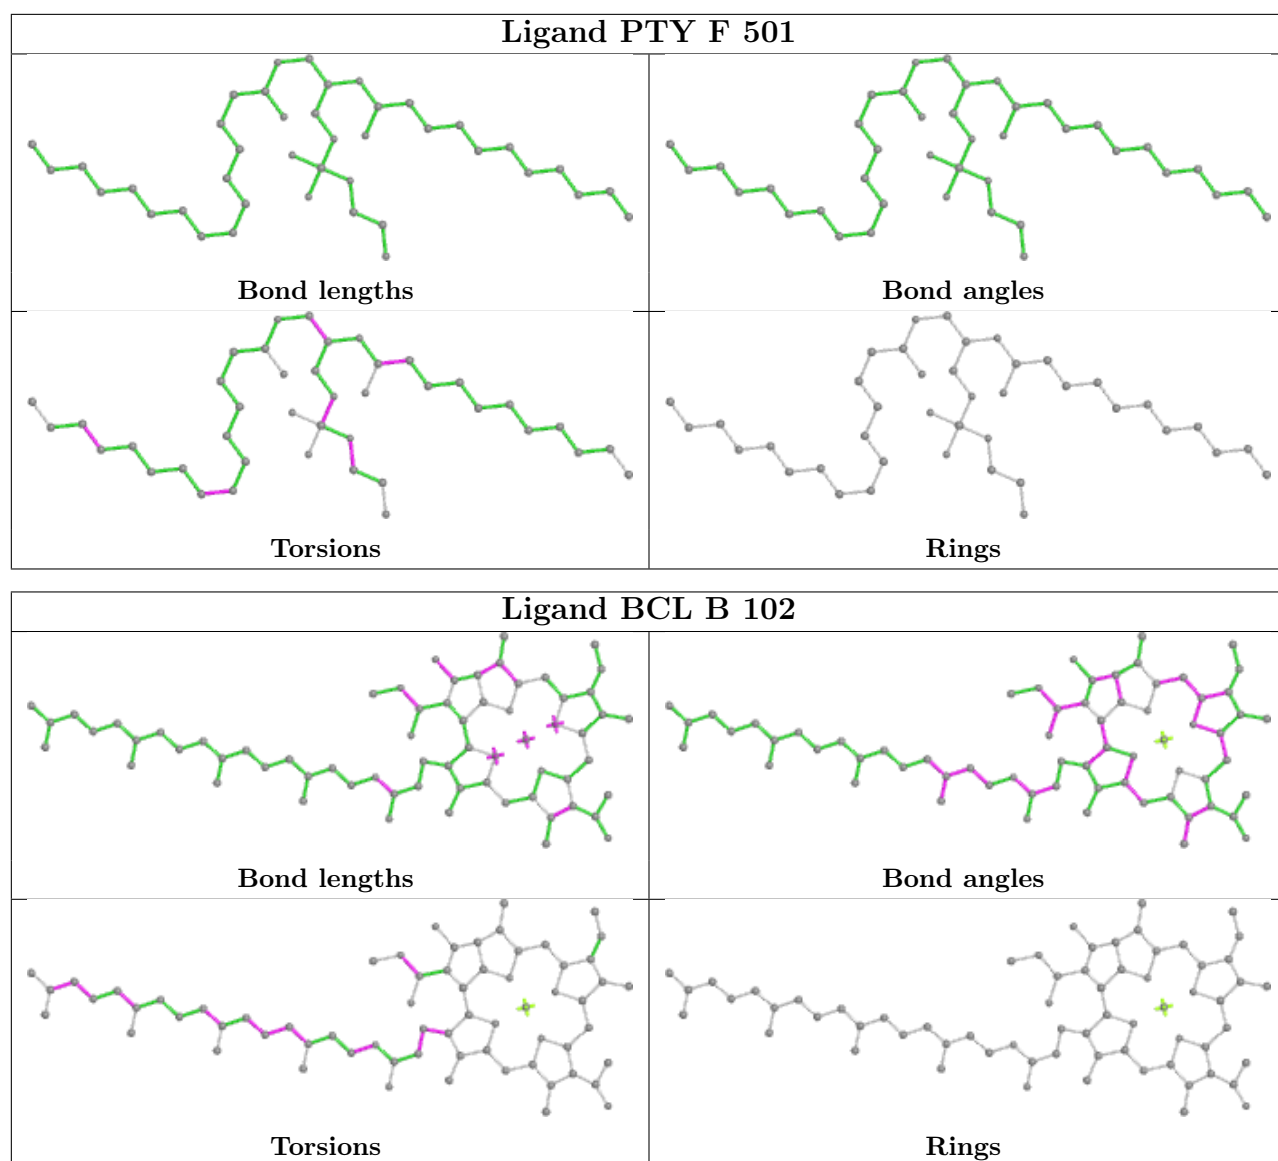 Ligand PTY F 501
Bond lengths
Bond angles
Torsions
Rings
Ligand BCL B 102
Bond lengths
Bond angles
Torsions
Rings